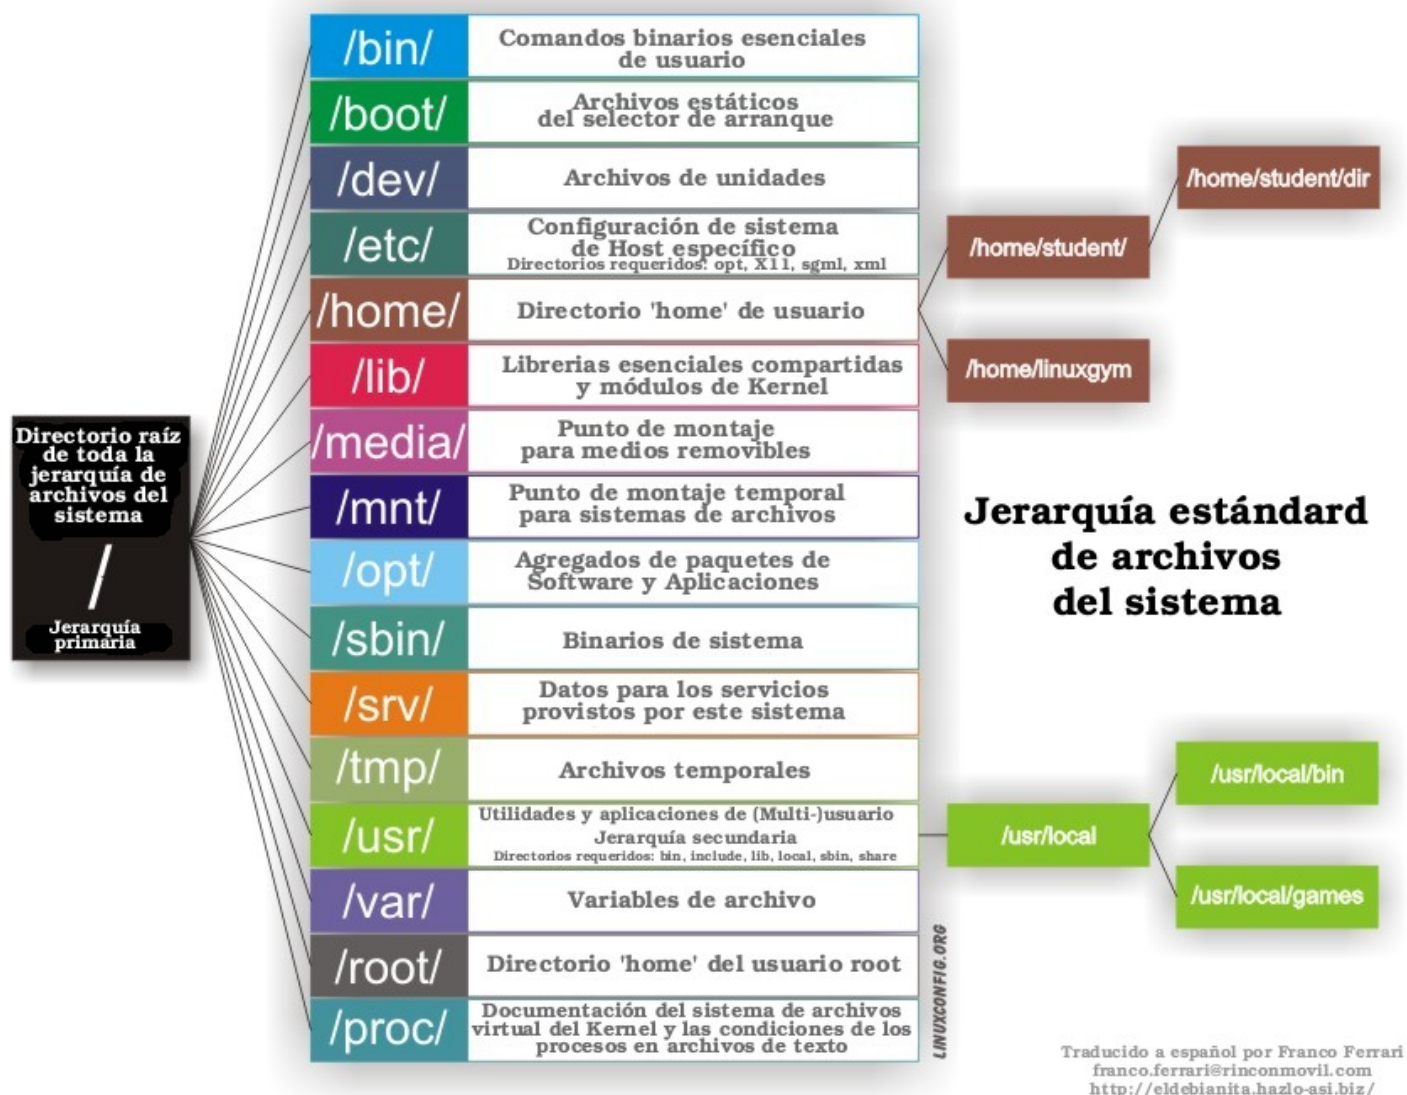 Directorio raíz
de toda la
jerarquía de
archivos del
sistema
/
Jerarquía
primaria
/bin/
Comandos binarios esenciales
de usuario
/boot/
Archivos estáticos
del selector de arranque
/dev/
Archivos de unidades
/etc/
Configuración de sistema
de Host específico
Directorios requeridos: opt, X11, sgml, xml
/home/
Directorio 'home' de usuario
/lib/
Librerias esenciales compartidas
y módulos de Kernel
/media/
Punto de montaje
para medios removibles
/mnt/
Punto de montaje temporal
para sistemas de archivos
/opt/
Agregados de paquetes de
Software y Aplicaciones
/sbin/
Binarios de sistema
/srv/
Datos para los servicios
provistos por este sistema
/tmp/
Archivos temporales
/usr/
Utilidades y aplicaciones de (Multi-)usuario
Jerarquía secundaria
Directorios requeridos: bin, include, lib, local, sbin, share
/var/
Variables de archivo
/root/
Directorio 'home' del usuario root
/proc/
Documentación del sistema de archivos
virtual del Kernel y las condiciones de los
procesos en archivos de texto
/home/student/
/home/student/dir
/home/linuxgym
Jerarquía estándard
de archivos
del sistema
/usr/local
/usr/local/bin
/usr/local/games
LINUXCONFIG.ORG
Traducido a español por Franco Ferrari
franco.ferrari@rinconmovil.com
http://eldebianita.hazlo-asi.biz/